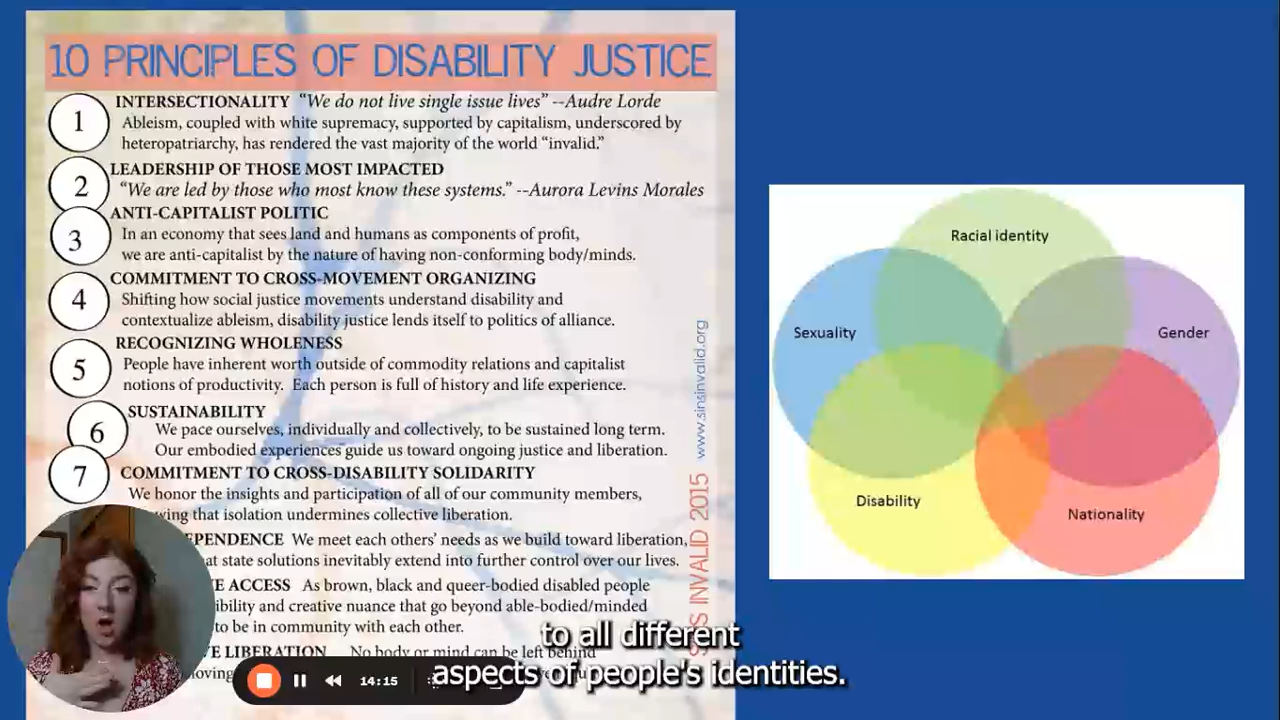 10 PRINCIPLES OF DISABILITY JUSTICE
1
INTERSECTIONALITY “We do not live single issue lives” --Audre Lorde
Ableism, coupled with white supremacy, supported by capitalism, underscored by
heteropatriarchy, has rendered the vast majority of the world “invalid.”
2
LEADERSHIP OF THOSE MOST IMPACTED
“We are led by those who most know these systems.” --Aurora Levins Morales
3
ANTI-CAPITALIST POLITIC
In an economy that sees land and humans as components of profit,
we are anti-capitalist by the nature of having non-conforming body/minds.
4
COMMITMENT TO CROSS-MOVEMENT ORGANIZING
Shifting how social justice movements understand disability and
contextualize ableism, disability justice lends itself to politics of alliance.
5
RECOGNIZING WHOLENESS
People have inherent worth outside of commodity relations and capitalist
notions of productivity. Each person is full of history and life experience.
6
SUSTAINABILITY
We pace ourselves, individually and collectively, to be sustained long term.
Our embodied experiences guide us toward ongoing justice and liberation.
7
COMMITMENT TO CROSS-DISABILITY SOLIDARITY
We honor the insights and participation of all of our community members,
that isolation undermines collective liberation.
We meet each others’ needs as we build toward liberation,
that state solutions inevitably extend into further control over our lives.
ACCESS As brown, black and queer-bodied disabled people
and creative nuance that go beyond able-bodied/minded
to be in community with each other.
LIBERATION No body or mind can be left behind
SINS INVALID 2015 www.sinsinvalid.org
Racial identity
Sexuality
Gender
Disability
Nationality
14:15
to all different
aspects of people's identities.